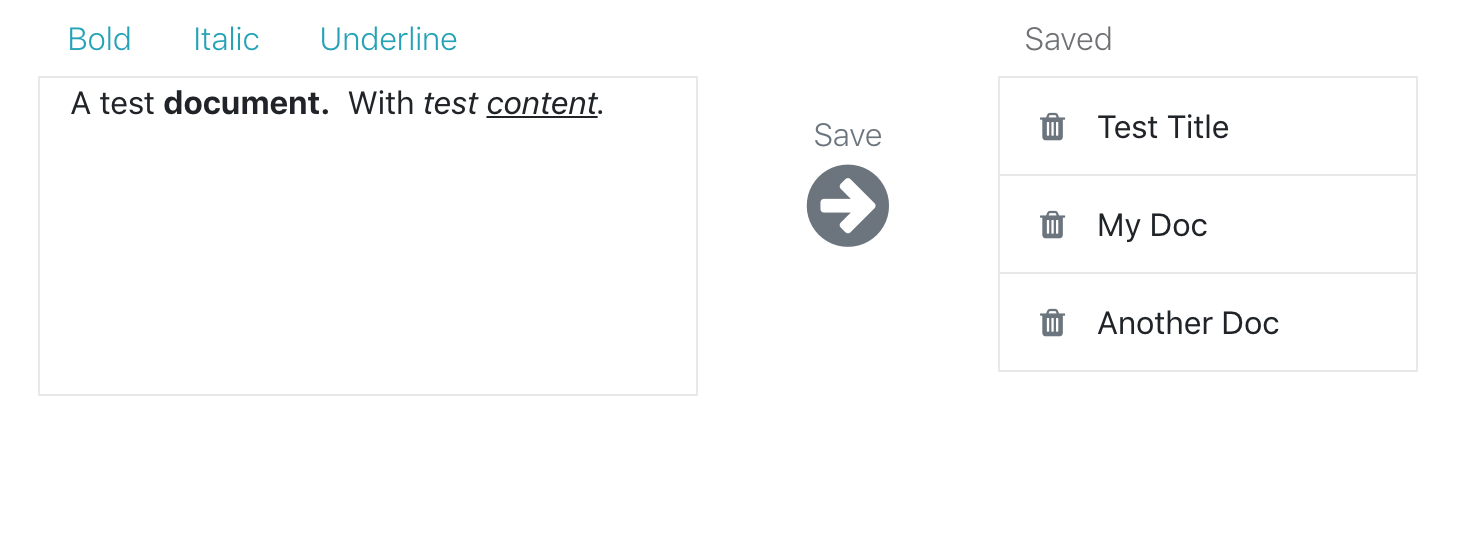 Bold Italic Underline
A test document. With test content.
Save
Saved
Test Title
My Doc
Another Doc